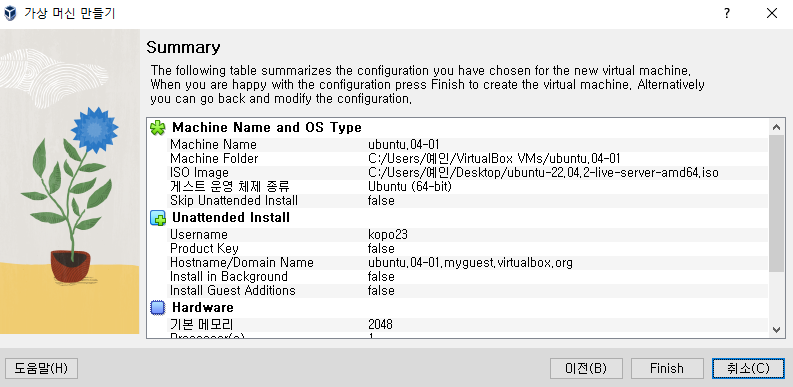 가상 머신 만들기
Summary
The following table summarizes the configuration you have chosen for the new virtual machine.
When you are happy with the configuration press Finish to create the virtual machine. Alternatively
you can go back and modify the configuration.
Machine Name and OS Type
Machine Name ubuntu.04-01
Machine Folder C:/Users/예인/VirtualBox VMs/ubuntu.04-01
ISO Image C:/Users/예인/Desktop/ubuntu-22.04.2-live-server-amd64.iso
게스트 운영 체제 종류 Ubuntu (64-bit)
Skip Unattended Install false
Unattended Install
Username kopo23
Product Key false
Hostname/Domain Name ubuntu.04-01.myguest.virtualbox.org
Install in Background false
Install Guest Additions false
Hardware
기본 메모리 2048
Processor(s) 1
도움말(H) 이전(B) Finish 취소(C)